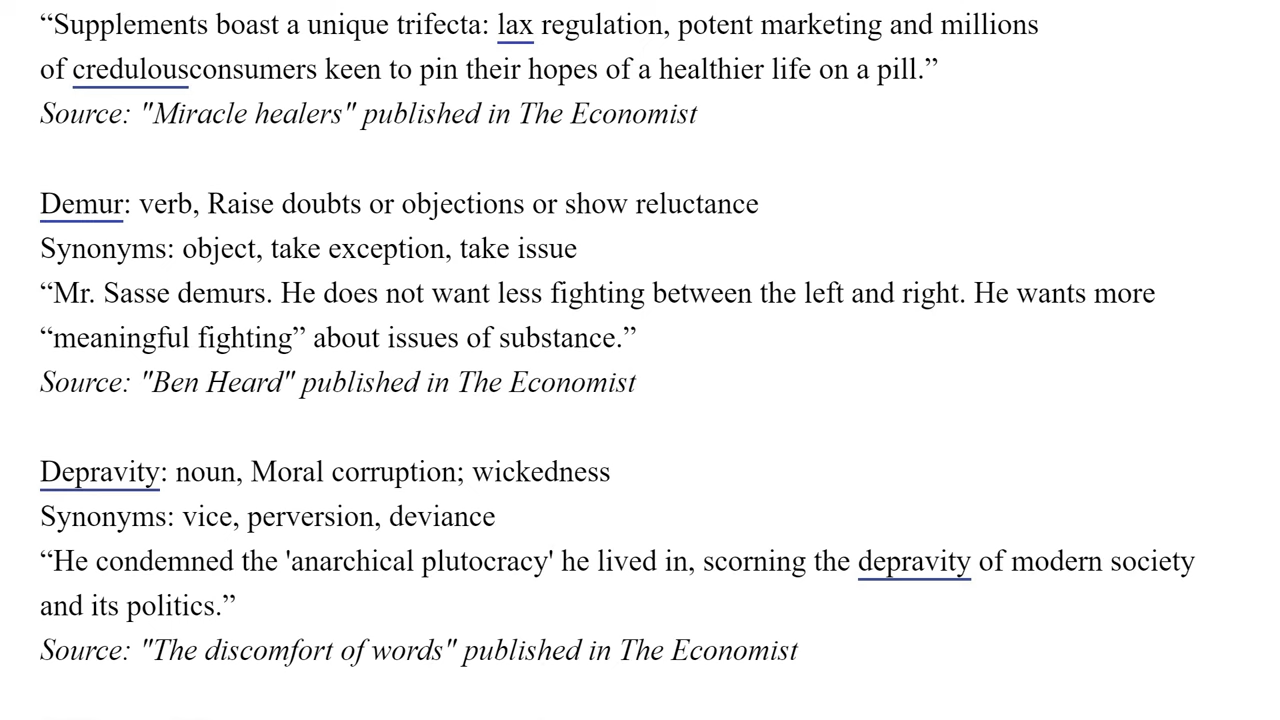 “Supplements boast a unique trifecta: lax regulation, potent marketing and millions
of credulousconsumers keen to pin their hopes of a healthier life on a pill.”
Source: "Miracle healers" published in The Economist
Demur: verb, Raise doubts or objections or show reluctance
Synonyms: object, take exception, take issue
“Mr. Sasse demurs. He does not want less fighting between the left and right. He wants more
“meaningful fighting” about issues of substance.”
Source: "Ben Heard" published in The Economist
Depravity: noun, Moral corruption; wickedness
Synonyms: vice, perversion, deviance
“He condemned the 'anarchical plutocracy' he lived in, scorning the depravity of modern society
and its politics.”
Source: "The discomfort of words" published in The Economist